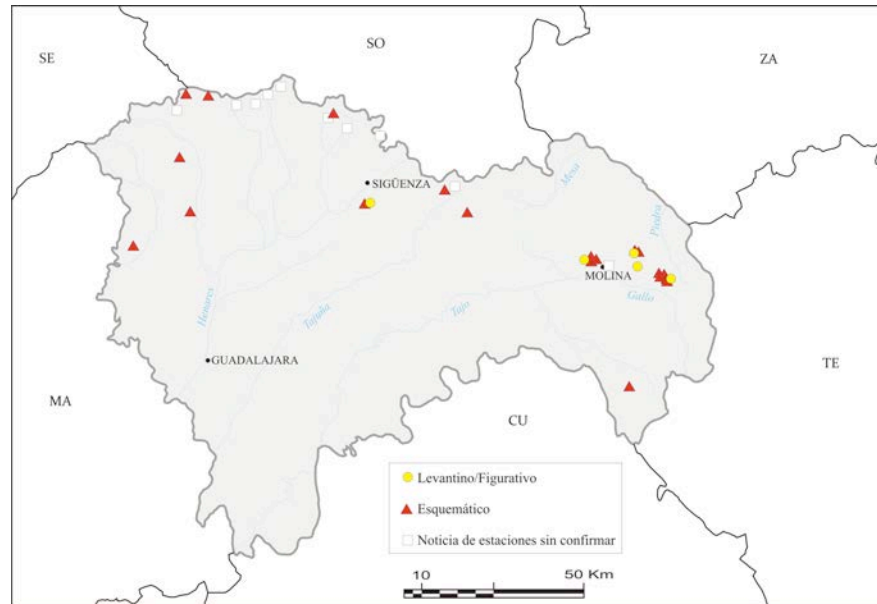 SO
SE
ZA
Mesa
SIGÜENZA
Piedra
MOLINA
Gallo
Henares
Tajuña
Tajo
GUADALAJARA
TE
MA
CU
Levantino/Figurativo
Esquemático
Noticia de estaciones sin confirmar
10 50 Km